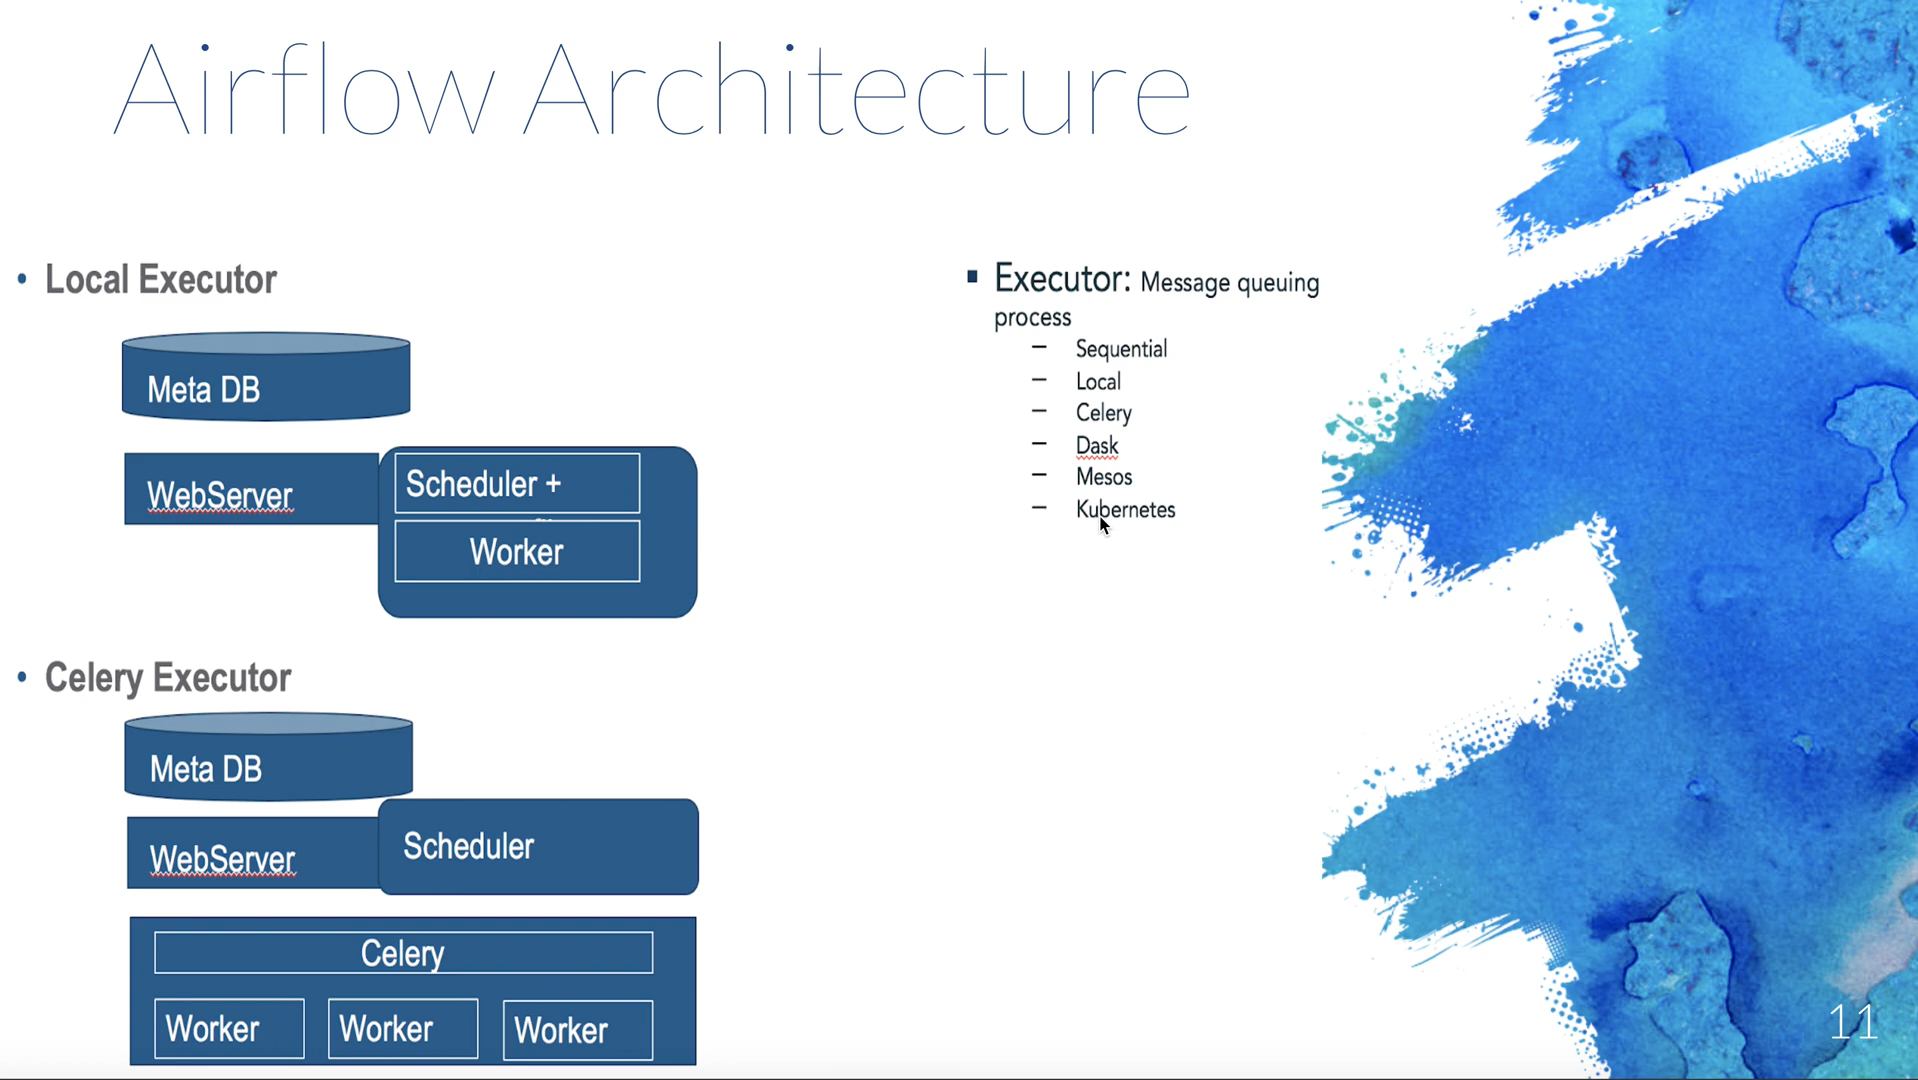 Airflow Architecture
• Local Executor
Meta DB
WebServer
Scheduler +
Worker
• Celery Executor
Meta DB
WebServer
Scheduler
Celery
Worker Worker Worker
▪ Executor: Message queuing
process
– Sequential
– Local
– Celery
– Dask
– Mesos
– Kubernetes
11